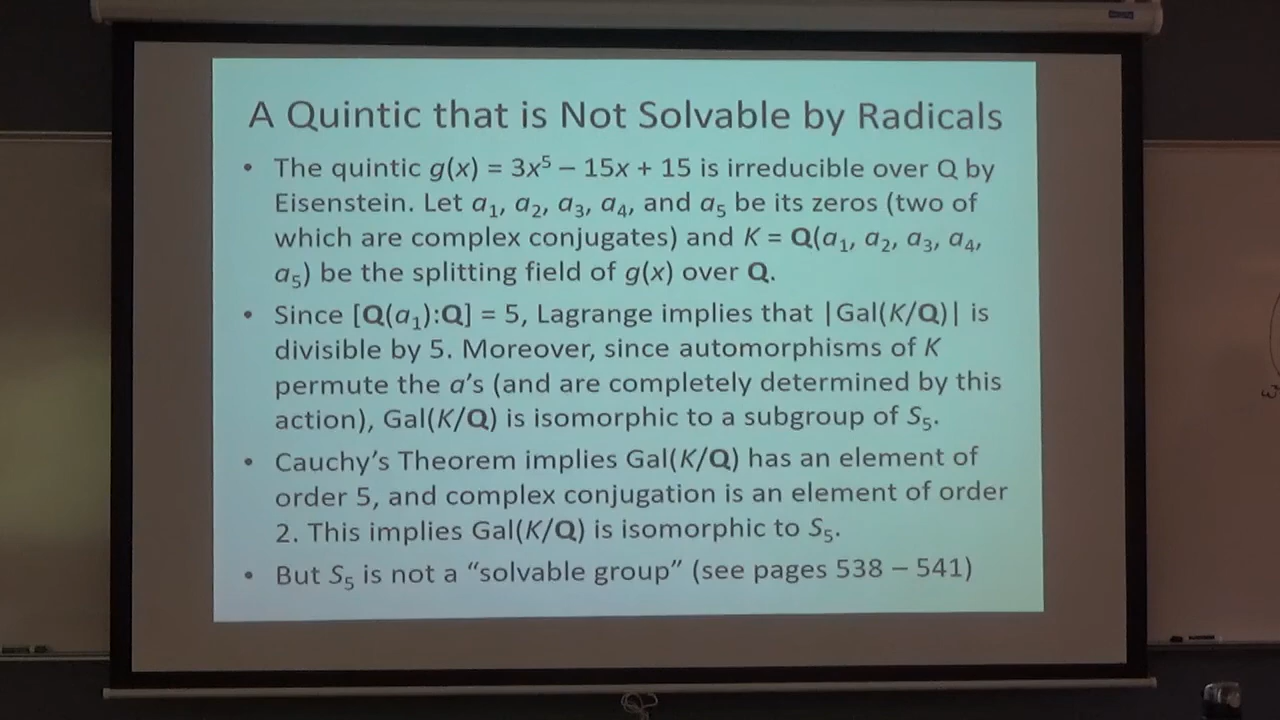 A Quintic that is Not Solvable by Radicals
• The quintic g(x) = 3x⁵ – 15x + 15 is irreducible over Q by
Eisenstein. Let a₁, a₂, a₃, a₄, and a₅ be its zeros (two of
which are complex conjugates) and K = Q(a₁, a₂, a₃, a₄,
a₅) be the splitting field of g(x) over Q.
• Since [Q(a₁):Q] = 5, Lagrange implies that |Gal(K/Q)| is
divisible by 5. Moreover, since automorphisms of K
permute the a’s (and are completely determined by this
action), Gal(K/Q) is isomorphic to a subgroup of S₅.
• Cauchy’s Theorem implies Gal(K/Q) has an element of
order 5, and complex conjugation is an element of order
2. This implies Gal(K/Q) is isomorphic to S₅.
• But S₅ is not a “solvable group” (see pages 538 – 541)
ω